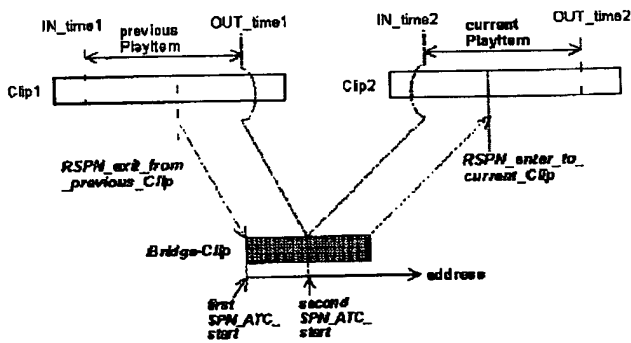 IN_time1
previous
PlayItem
OUT_time1
IN_time2
current
PlayItem
OUT_time2
Clip1
Clip2
RSPN_exit_from
_previous_Clip
RSPN_enter_to_
current_Clip
Bridge-Clip
address
first
SPN_ATC_
start
second
SPN_ATC_
start